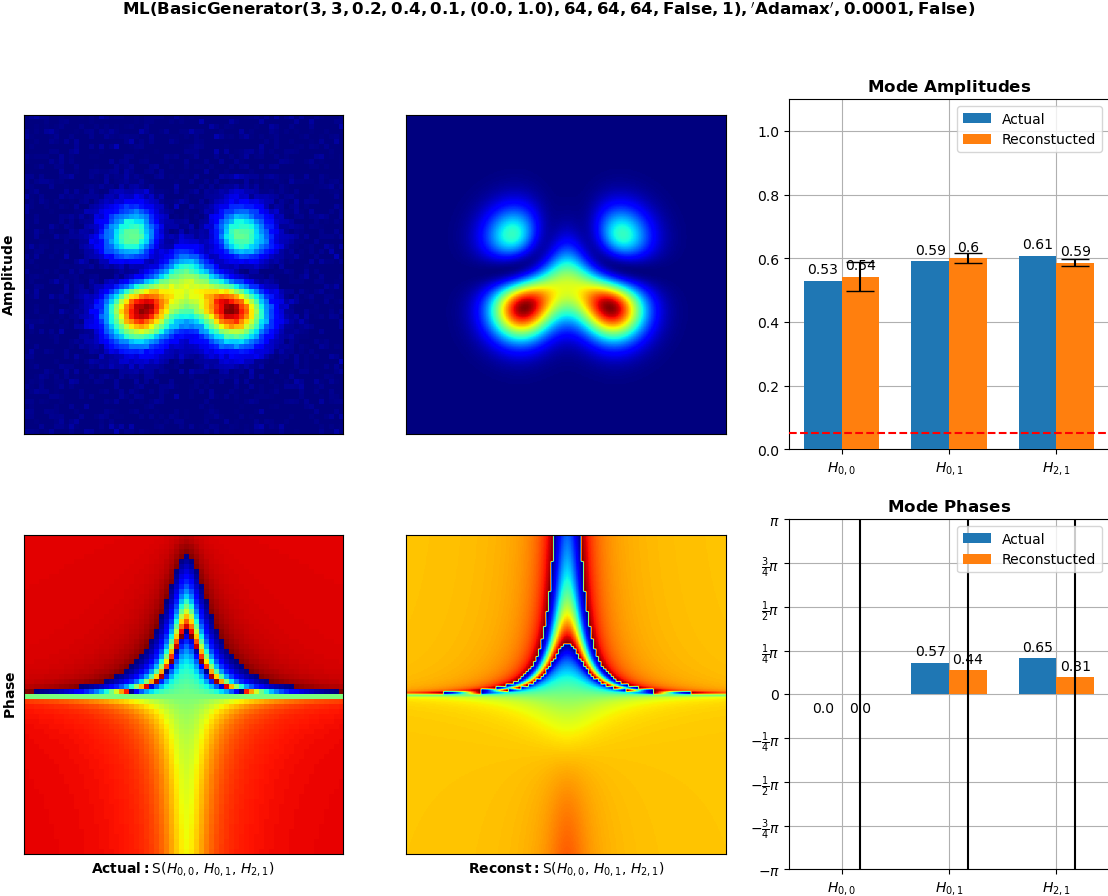 ML(BasicGenerator(3, 3, 0.2, 0.4, 0.1, (0.0, 1.0), 64, 64, 64, False, 1), ′Adamax′, 0.0001, False)
Mode Amplitudes
Actual
Reconstucted
1.0
0.8
0.6
0.4
0.2
0.0
0.53
0.54
0.59
0.6
0.61
0.59
H₀,₀
H₀,₁
H₂,₁
Amplitude
Mode Phases
Actual
Reconstucted
π
3/4π
1/2π
1/4π
0
−1/4π
−1/2π
−3/4π
−π
0.0
0.0
0.57
0.44
0.65
0.31
H₀,₀
H₀,₁
H₂,₁
Phase
Actual: S(H₀,₀, H₀,₁, H₂,₁)
Reconst: S(H₀,₀, H₀,₁, H₂,₁)